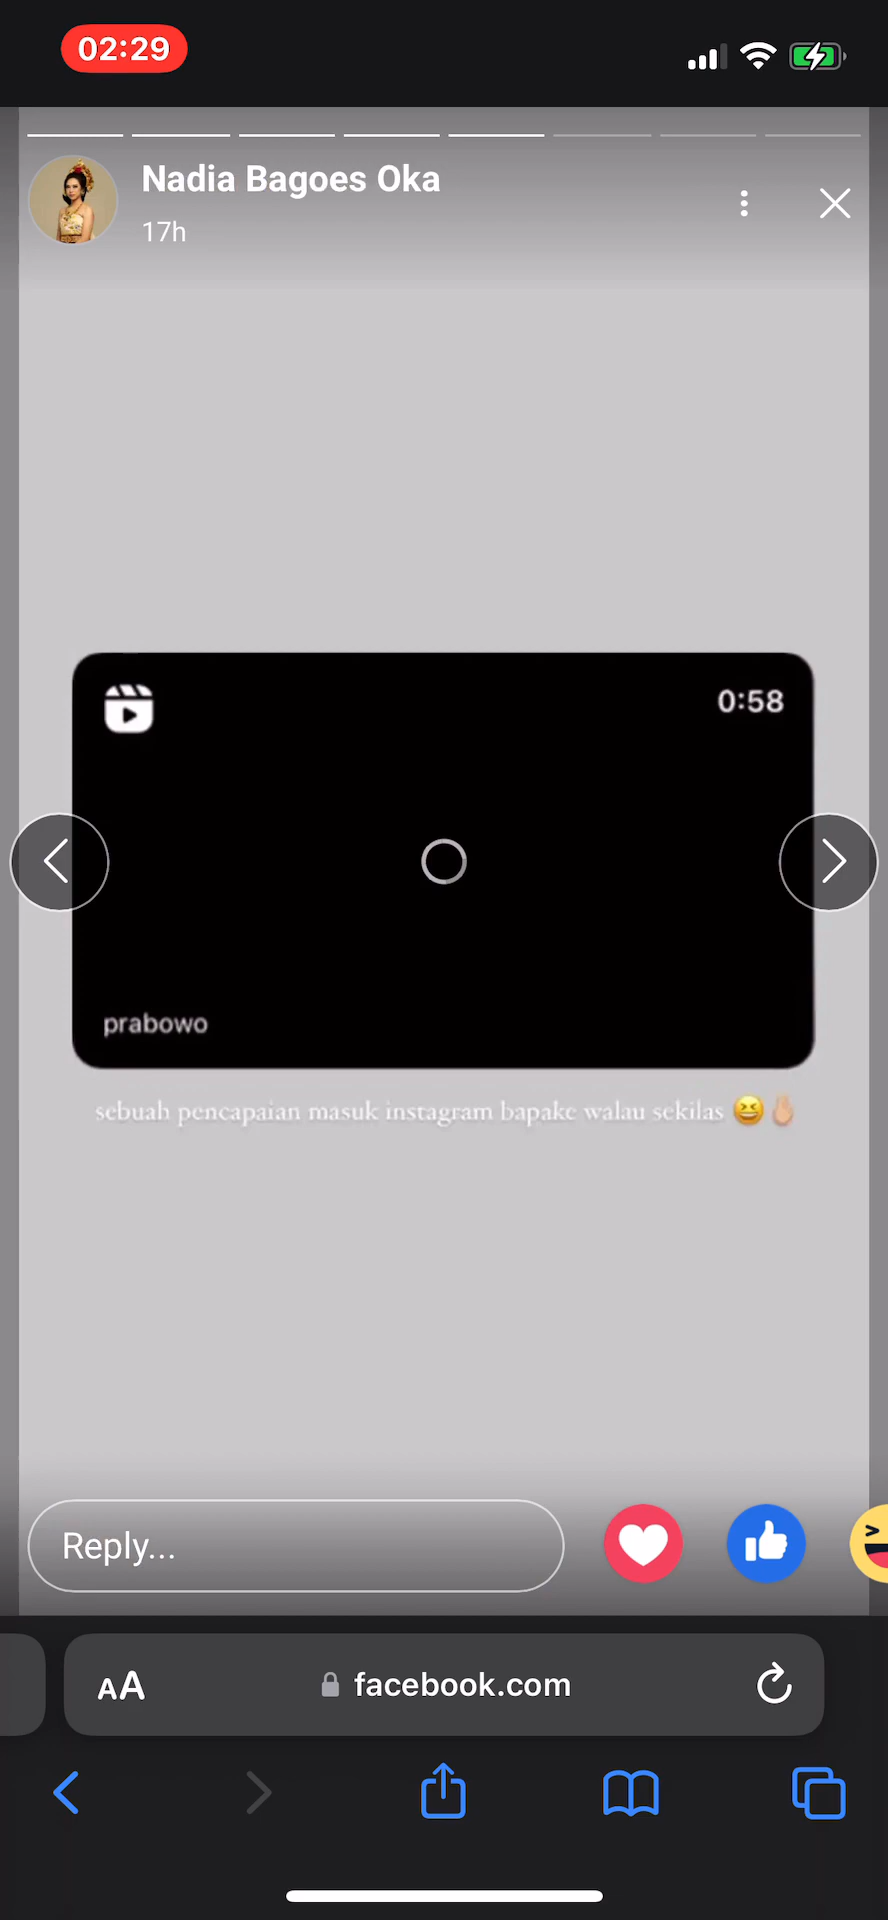 02:29
Nadia Bagoes Oka
17h
0:58
prabowo
sebuah pencapaian masuk instagram bapake walau sekilas 😆✌🏼
Reply...
AA
facebook.com